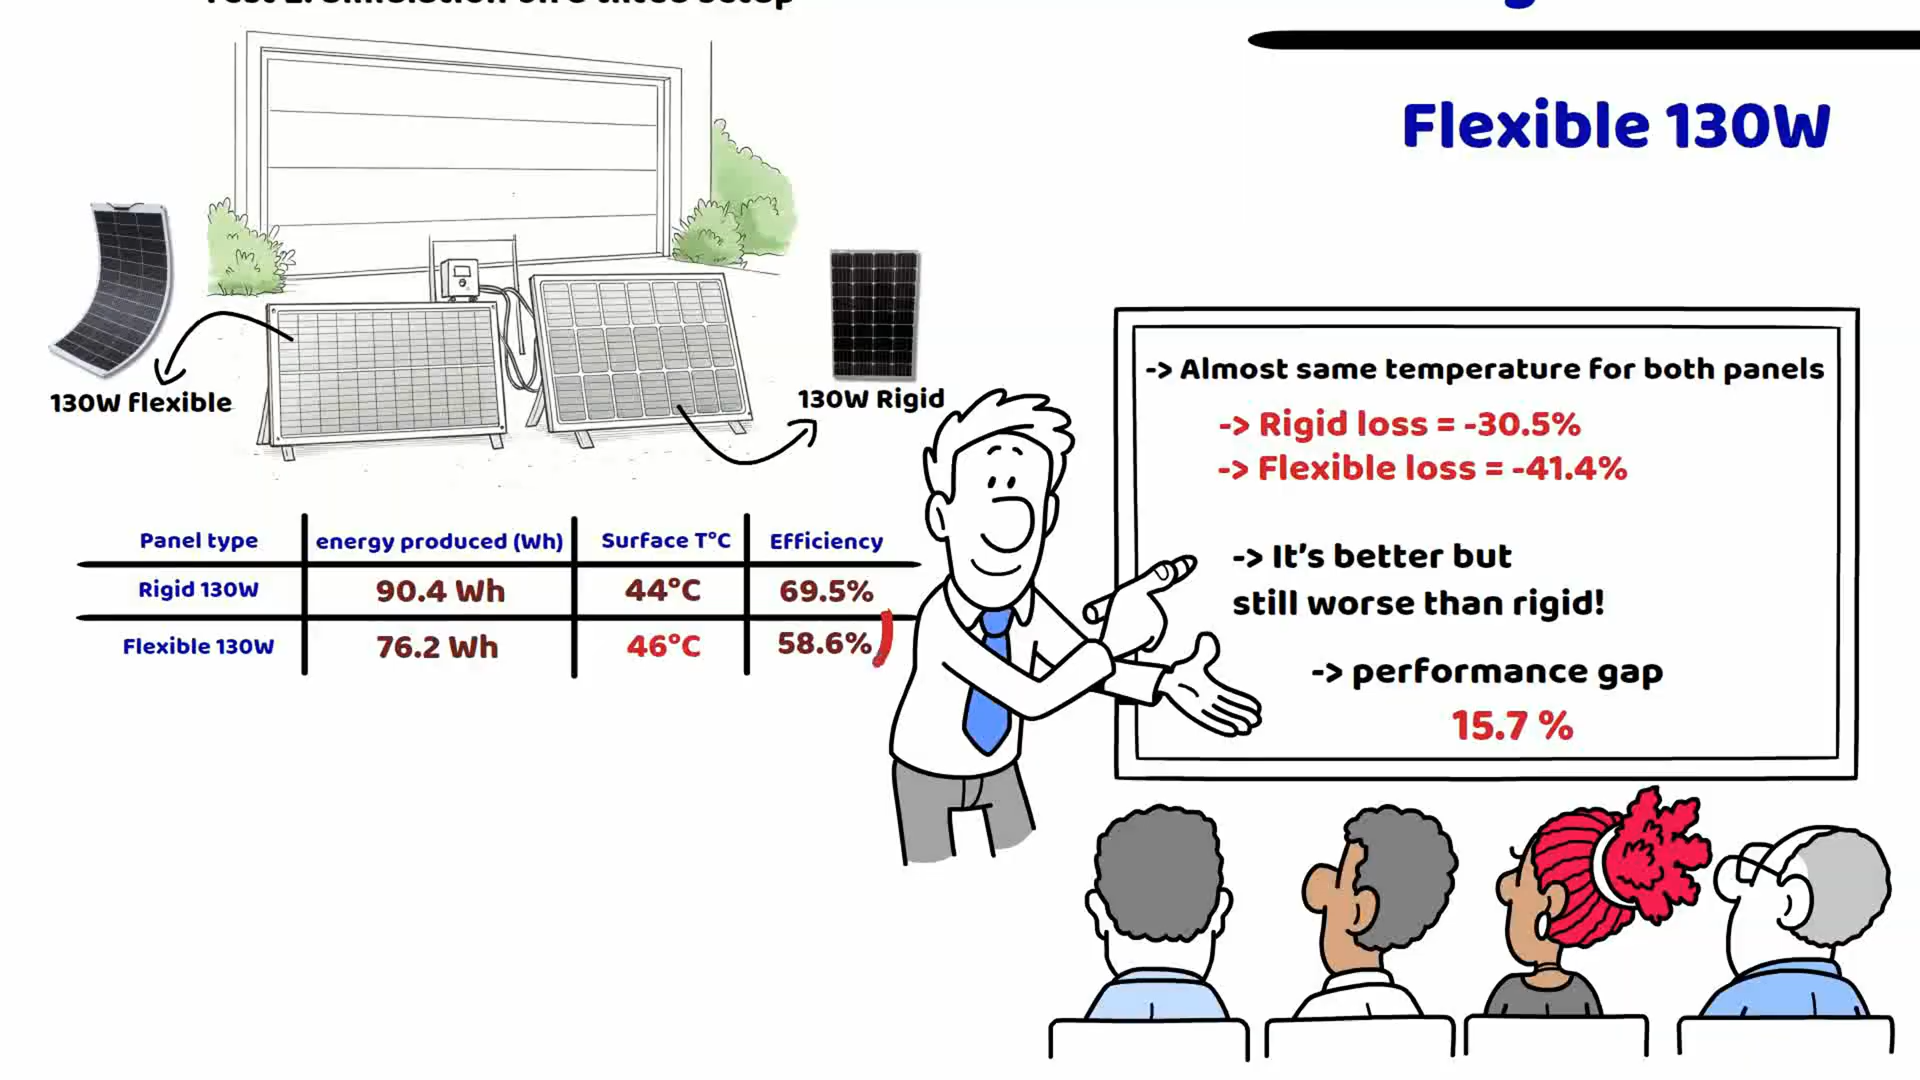 Flexible 130W
130W flexible
130W Rigid
Panel type energy produced (Wh) Surface T°C Efficiency
Rigid 130W 90.4 Wh 44°C 69.5%
Flexible 130W 76.2 Wh 46°C 58.6%
-> Almost same temperature for both panels
-> Rigid loss = -30.5%
-> Flexible loss = -41.4%
-> It's better but
still worse than rigid!
-> performance gap
15.7 %